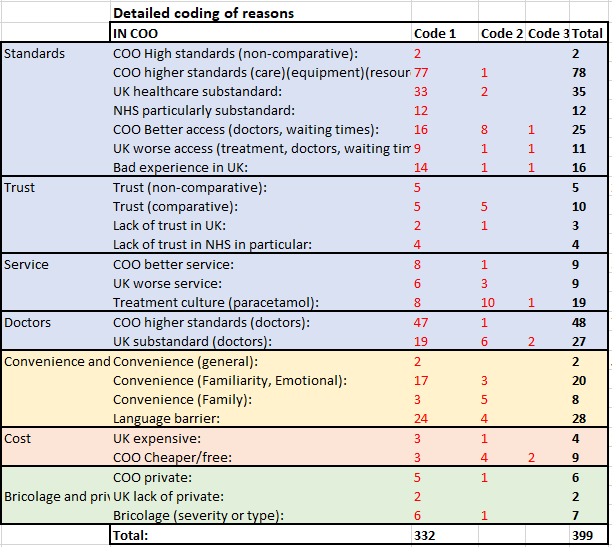 Detailed coding of reasons
IN COO Code 1 Code 2 Code 3 Total
Standards COO High standards (non-comparative): 2 2
COO higher standards (care)(equipment)(resour 77 1 78
UK healthcare substandard: 33 2 35
NHS particularly substandard: 12 12
COO Better access (doctors, waiting times): 16 8 1 25
UK worse access (treatment, doctors, waiting tim 9 1 1 11
Bad experience in UK: 14 1 1 16
Trust Trust (non-comparative): 5 5
Trust (comparative): 5 5 10
Lack of trust in UK: 2 1 3
Lack of trust in NHS in particular: 4 4
Service COO better service: 8 1 9
UK worse service: 6 3 9
Treatment culture (paracetamol): 8 10 1 19
Doctors COO higher standards (doctors): 47 1 48
UK substandard (doctors): 19 6 2 27
Convenience and Convenience (general): 2 2
Convenience (Familiarity, Emotional): 17 3 20
Convenience (Family): 3 5 8
Language barrier: 24 4 28
Cost UK expensive: 3 1 4
COO Cheaper/free: 3 4 2 9
COO private: 5 1 6
Bricolage and priv UK lack of private: 2 2
Bricolage (severity or type): 6 1 7
Total: 332 399